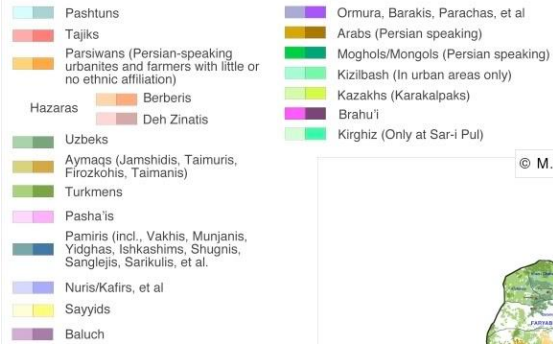 Pashtuns
Tajiks
Parsiwans (Persian-speaking
urbanites and farmers with little or
no ethnic affiliation)
Hazaras
Berberis
Deh Zinatis
Uzbeks
Aymaqs (Jamshidis, Taimuris,
Firozkohis, Taimanis)
Turkmens
Pasha'is
Pamiris (incl., Vakhis, Munjanis,
Yidghas, Ishkashims, Shugnis,
Sanglejis, Sarikulis, et al.
Nuris/Kafirs, et al
Sayyids
Baluch
Ormura, Barakis, Parachas, et al
Arabs (Persian speaking)
Moghols/Mongols (Persian speaking)
Kizilbash (In urban areas only)
Kazakhs (Karakalpaks)
Brahu'i
Kirghiz (Only at Sar-i Pul)
© M.
FARYAB